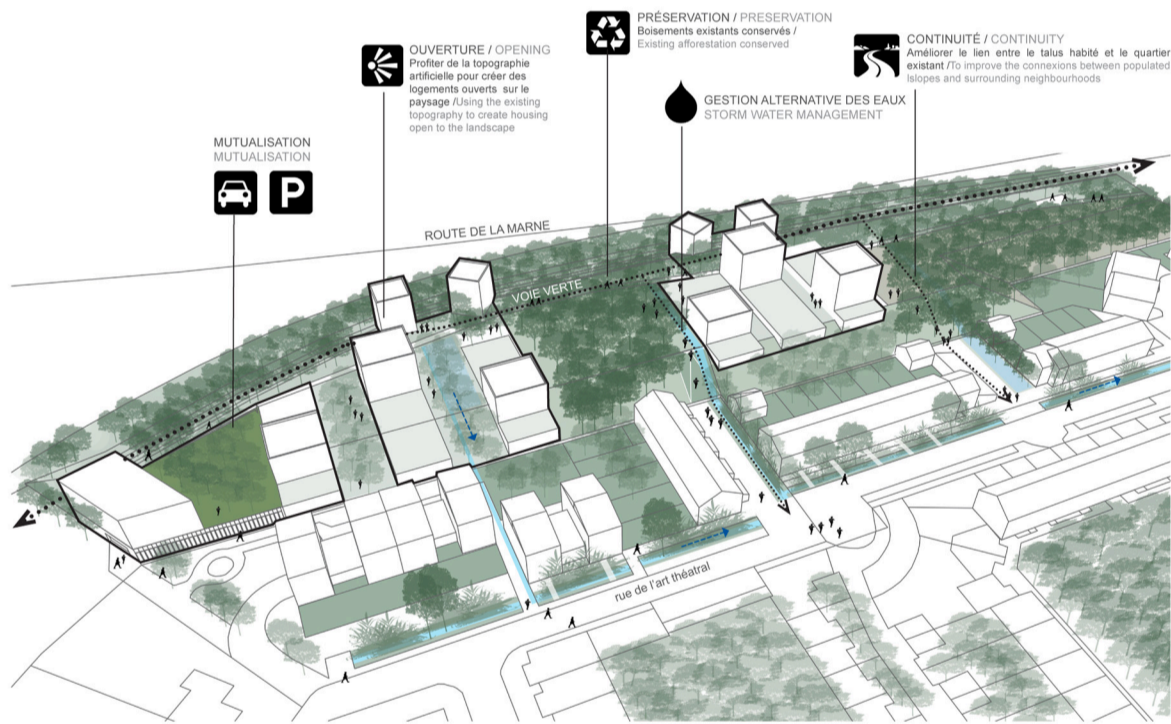 PRÉSERVATION / PRESERVATION
Boisements existants conservés /
Existing afforestation conserved
OUVERTURE / OPENING
Profiter de la topographie
artificielle pour créer des
logements ouverts sur le
paysage /Using the existing
topography to create housing
open to the landscape
CONTINUITÉ / CONTINUITY
Améliorer le lien entre le talus habité et le quartier
existant /To improve the connexions between populated
lslopes and surrounding neighbourhoods
GESTION ALTERNATIVE DES EAUX
STORM WATER MANAGEMENT
MUTUALISATION
MUTUALISATION
P
ROUTE DE LA MARNE
VOIE VERTE
rue de l'art théatral